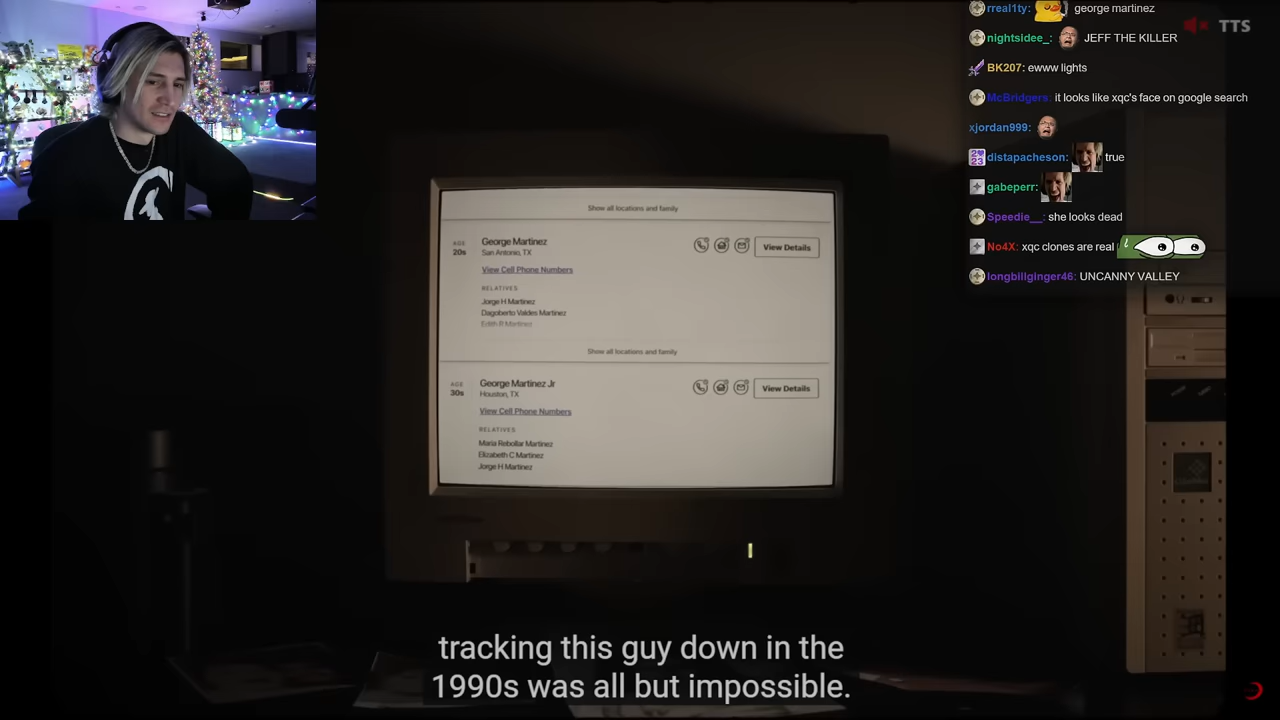 rreal1ty: george martinez
TTS
nightsidee_: JEFF THE KILLER
BK207: ewww lights
McBridgers: it looks like xqc's face on google search
xjordan999:
distapacheson: true
gabeperr:
Speedie__: she looks dead
No4X: xqc clones are real
longbillginger46: UNCANNY VALLEY
Show all locations and family
AGE
20s
George Martinez
San Antonio, TX
View Cell Phone Numbers
RELATIVES
Jorge H Martinez
Dagoberto Valdes Martinez
Edith R Martinez
View Details
Show all locations and family
AGE
30s
George Martinez Jr
Houston, TX
View Cell Phone Numbers
RELATIVES
Maria Rebollar Martinez
Elizabeth C Martinez
Jorge H Martinez
View Details
tracking this guy down in the
1990s was all but impossible.